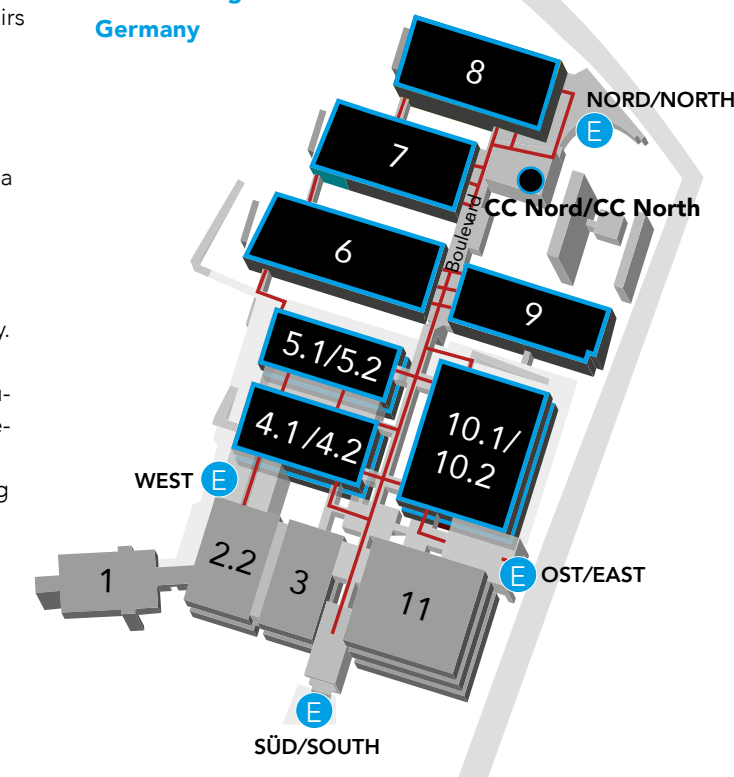 irs
Germany
a
y.
g
8
NORD/NORTH
E
7
CC Nord/CC North
Boulevard
6
9
5.1/5.2
4.1/4.2
10.1/
10.2
WEST E
2.2
1
3
11
E OST/EAST
E
SÜD/SOUTH